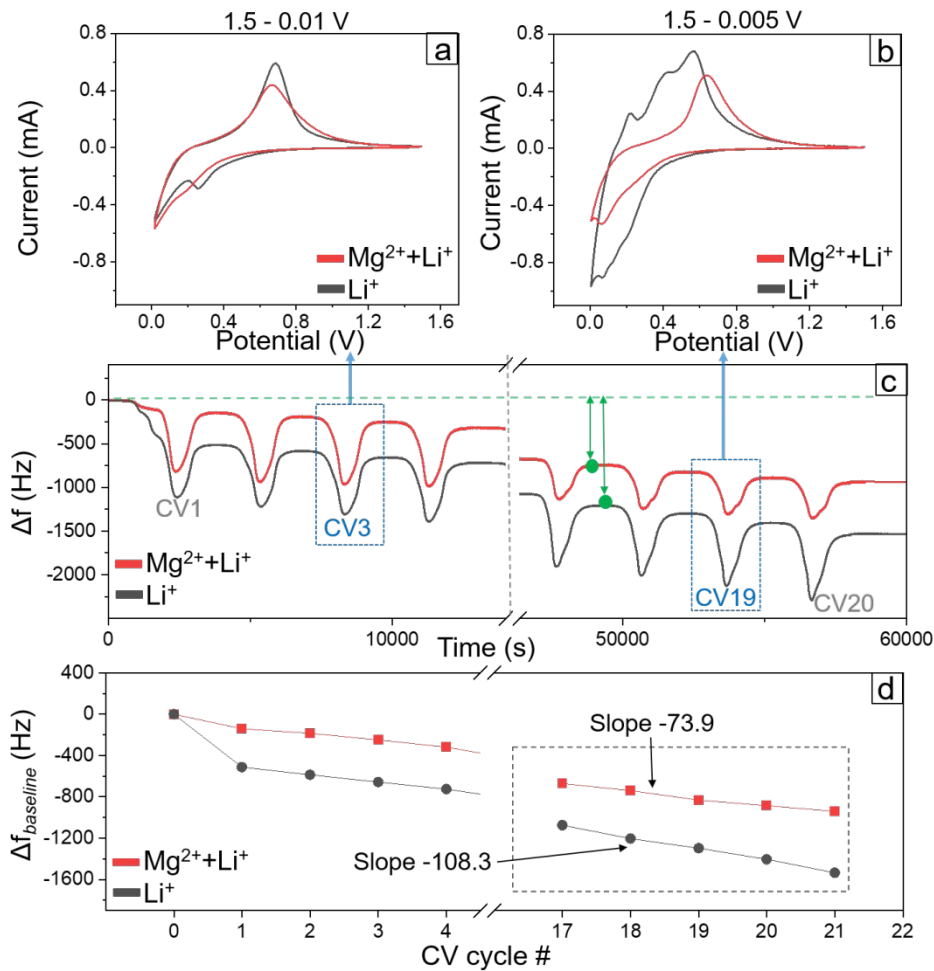 1.5 - 0.01 V
a
0.8
0.4
0.0
-0.4
-0.8
Current (mA)
Mg²⁺+Li⁺
Li⁺
0.0 0.4 0.8 1.2 1.6
Potential (V)
1.5 - 0.005 V
b
0.8
0.4
0.0
-0.4
-0.8
Current (mA)
Mg²⁺+Li⁺
Li⁺
0.0 0.4 0.8 1.2 1.6
Potential (V)
c
0
-500
-1000
-1500
-2000
Δf (Hz)
CV1
CV3
CV19
CV20
Mg²⁺+Li⁺
Li⁺
0 10000 50000 60000
Time (s)
d
400
0
-400
-800
-1200
-1600
Δf baseline (Hz)
Slope -73.9
Slope -108.3
Mg²⁺+Li⁺
Li⁺
0 1 2 3 4 17 18 19 20 21 22
CV cycle #